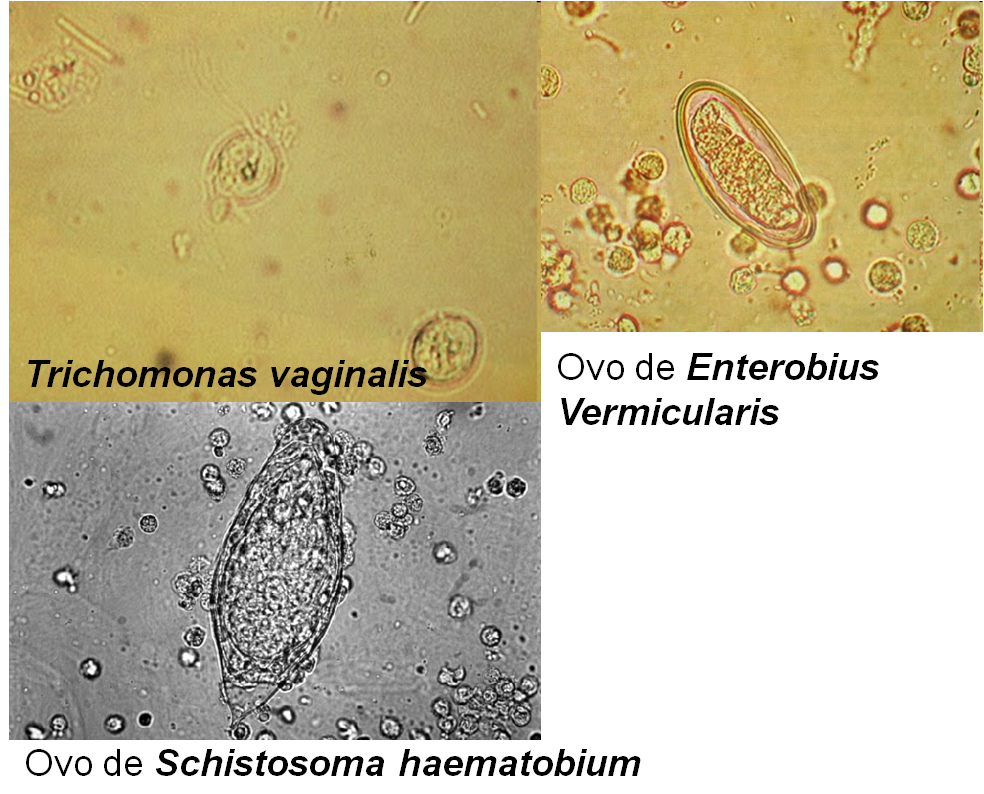 Trichomonas vaginalis
Ovo de Enterobius
Vermicularis
Ovo de Schistosoma haematobium